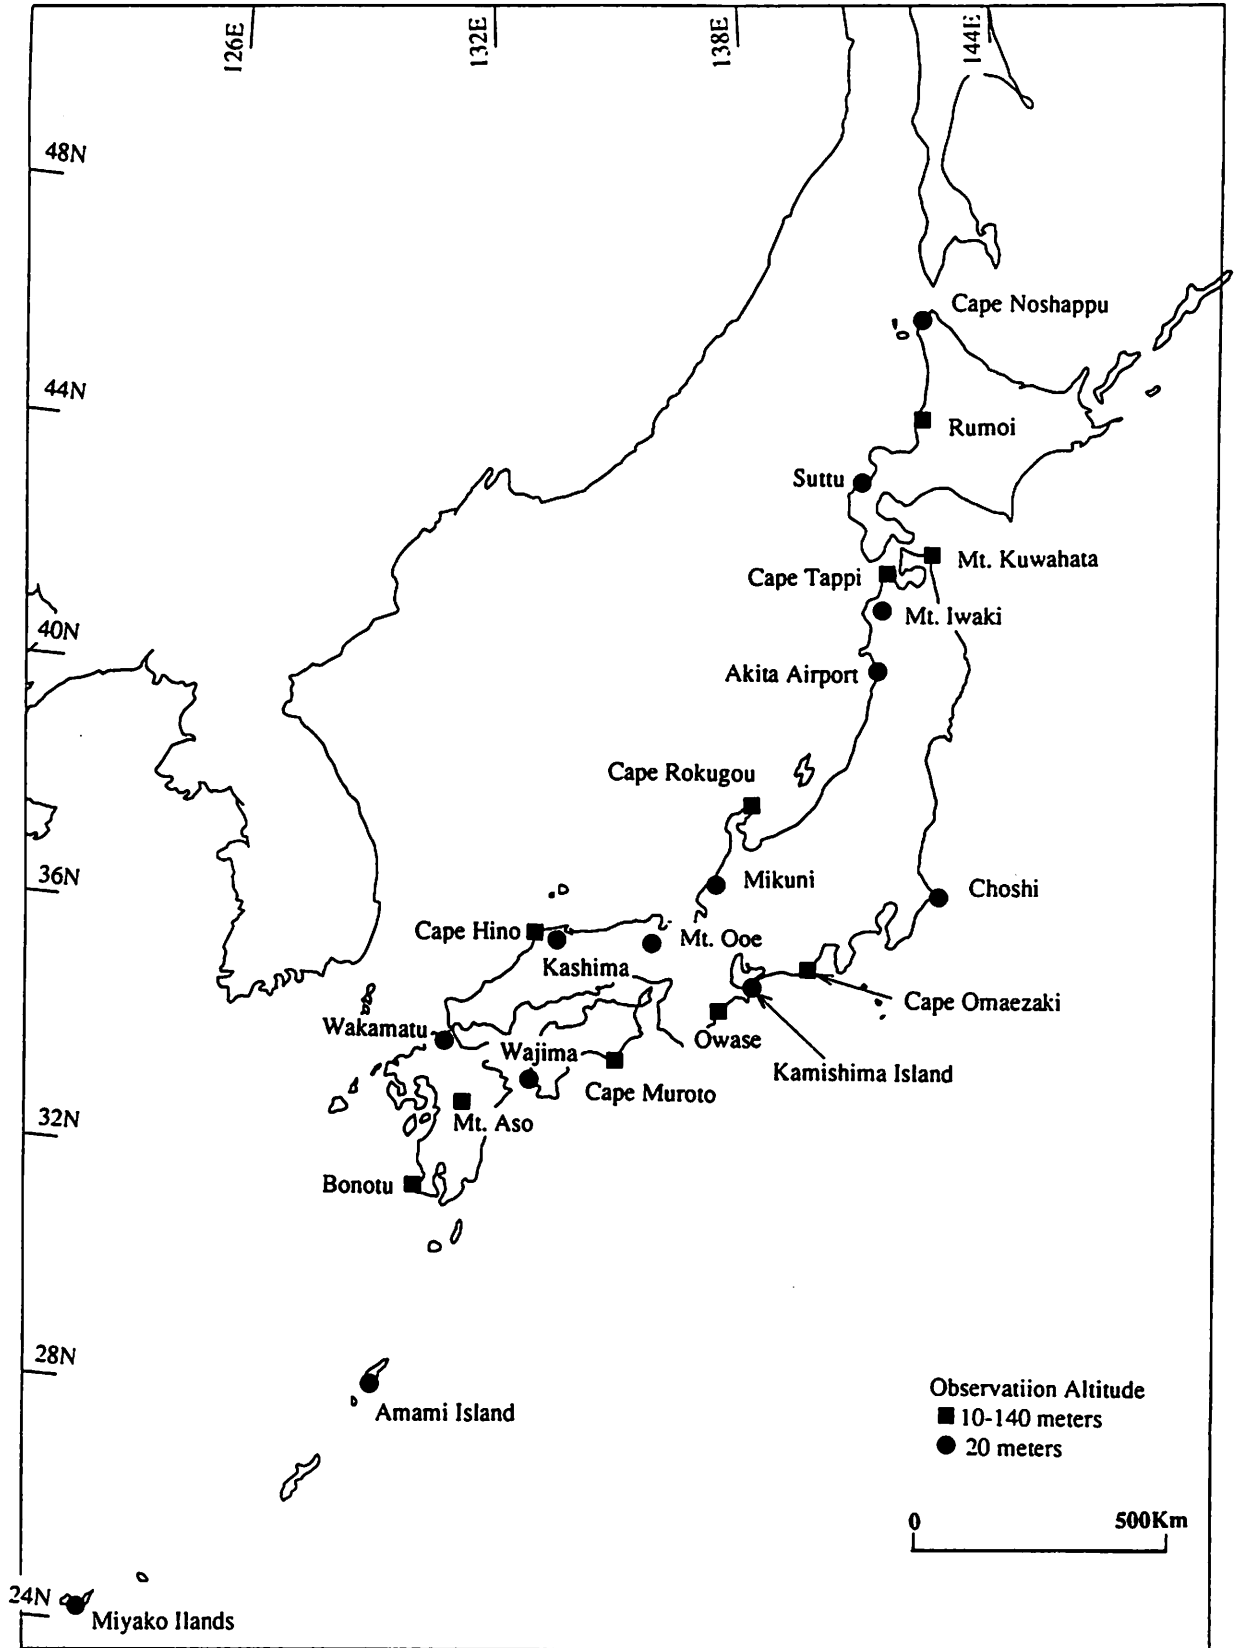 126E
132E
138E
144E
48N
Cape Noshappu
44N
Rumoi
Suttu
Mt. Kuwahata
Cape Tappi
Mt. Iwaki
40N
Akita Airport
Cape Rokugou
36N
Mikuni
Choshi
Cape Hino
Mt. Ooe
Kashima
Cape Omaezaki
Wakamatu
Owase
Wajima
Kamishima Island
Cape Muroto
32N
Mt. Aso
Bonotu
28N
Observatiion Altitude
10-140 meters
20 meters
Amami Island
0 500Km
24N
Miyako Ilands